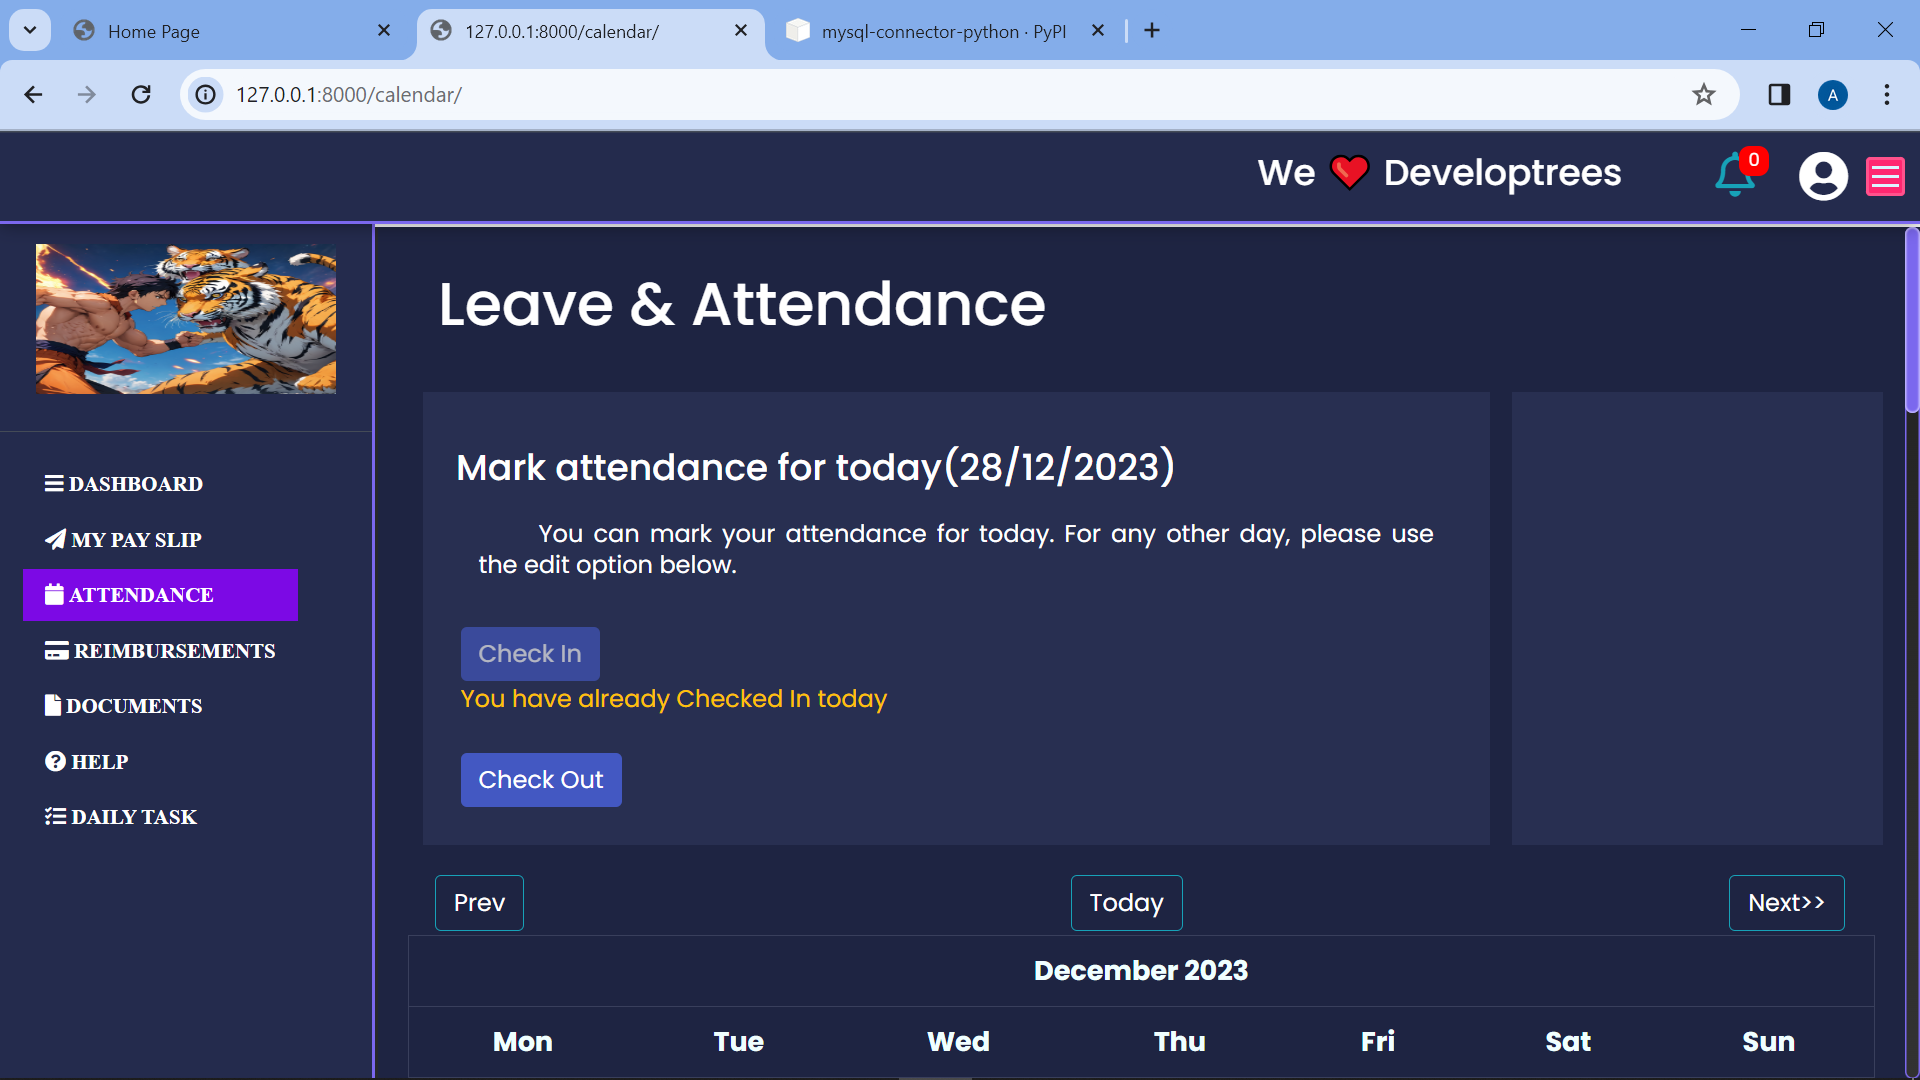 Home Page
127.0.0.1:8000/calendar/
mysql-connector-python · PyPI
127.0.0.1:8000/calendar/
A
We Developtrees
0
DASHBOARD
MY PAY SLIP
ATTENDANCE
REIMBURSEMENTS
DOCUMENTS
HELP
DAILY TASK
Leave & Attendance
Mark attendance for today(28/12/2023)
You can mark your attendance for today. For any other day, please use
the edit option below.
Check In
You have already Checked In today
Check Out
Prev
Today
Next>>
December 2023
Mon Tue Wed Thu Fri Sat Sun